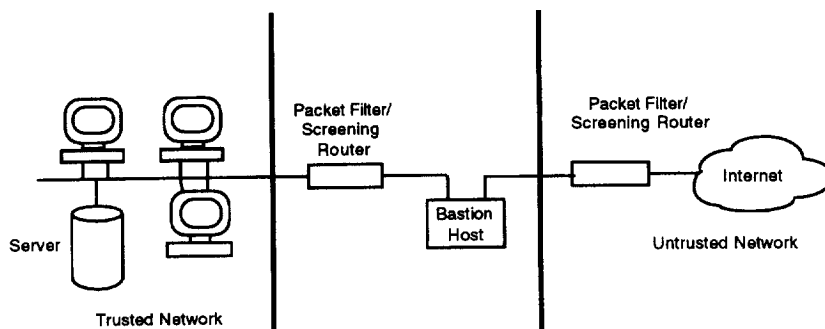 Packet Filter/
Screening
Router
Packet Filter/
Screening Router
Internet
Bastion
Host
Server
Untrusted Network
Trusted Network